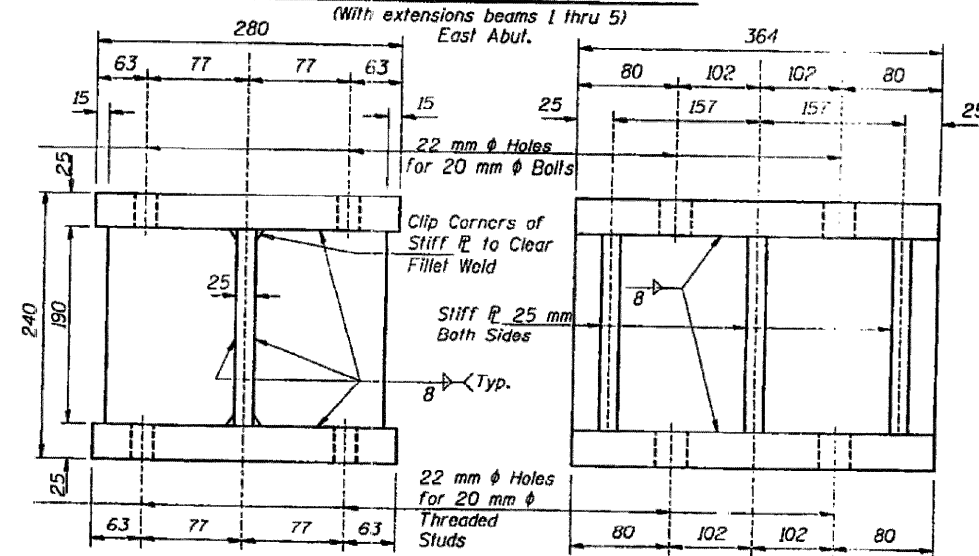 (With extensions beams 1 thru 5)
East Abut.
280
364
63 77 77 63
80 102 102 80
15
15
25
157 157
25
22 mm ϕ Holes
for 20 mm ϕ Bolts
25
Clip Corners of
Stiff ℄ to Clear
Fillet Weld
25
240
190
8
Stiff ℄ 25 mm
Both Sides
8 Typ.
25
22 mm ϕ Holes
for 20 mm ϕ
Threaded
Studs
63 77 77 63
80 102 102 80